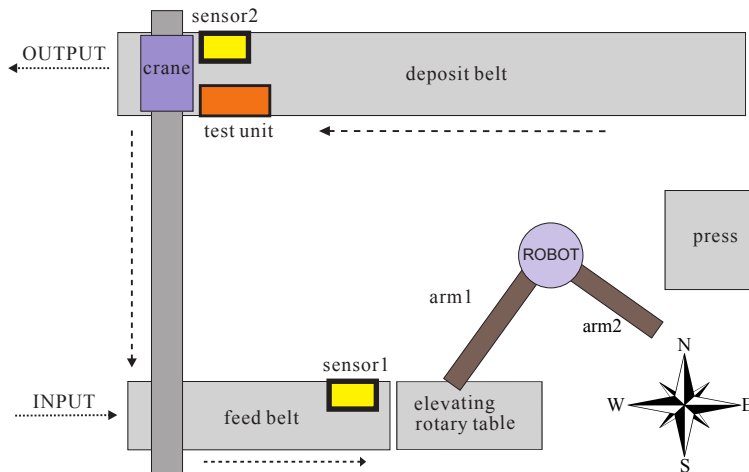 sensor2
OUTPUT
crane
deposit belt
test unit
press
ROBOT
arm1
arm2
sensor1
INPUT
feed belt
elevating
rotary table
N
W
E
S